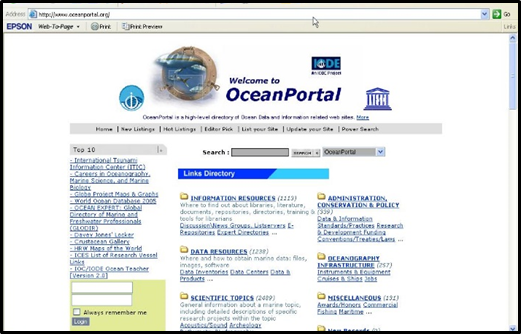 Address http://www.oceanportal.org/ Go
EPSON Web-To-Page Print Print Preview Links
IODE
AN IOC PROJECT
Welcome to
OceanPortal
OceanPortal is a high-level directory of Ocean Data and Information related web sites. More
Home | New Listings | Hot Listings | Editor Pick | List your Site | Update your Site | Power Search
Top 10
- International Tsunami
Information Center (ITIC)
- Careers in Oceanography,
Marine Science, and Marine
Biology
- Globe Project Maps & Graphs
- World Ocean Database 2005
- OCEAN EXPERT: Global
Directory of Marine and
Freshwater Professionals
(GLODIR)
- Davey Jones' Locker
- Crustacean Gallery
- HRW Maps of the World
- ICES List of Research Vessel
Links
- IOC/IODE Ocean Teacher
[Version 2.0]
Always remember me
Login
Search : SEARCH OceanPortal
Links Directory
INFORMATION RESOURCES
Where to find out about libraries, literature,
documents, repositories, directories, training &
tools for librarians
Discussion/News Groups, Listservers E-
Repositories Expert Directories ...
DATA RESOURCES
Where and how to obtain marine data: files,
images, software
Data Inventories Data Centers Data &
Products ...
SCIENTIFIC TOPICS
General information about a marine topic,
including detailed descriptions of specific
research projects within the topic
Acoustics/Sound Archeology
ADMINISTRATION,
CONSERVATION & POLICY
Data & Information
Standards/Practices Research
& Development Funding
Conventions/Treaties/Laws ...
OCEANOGRAPHY
INFRASTRUCTURE
Instruments & Equipment
Cruises & Ships Jobs
MISCELLANEOUS
Awards/Honors Commercial
Fishing Maritime ...